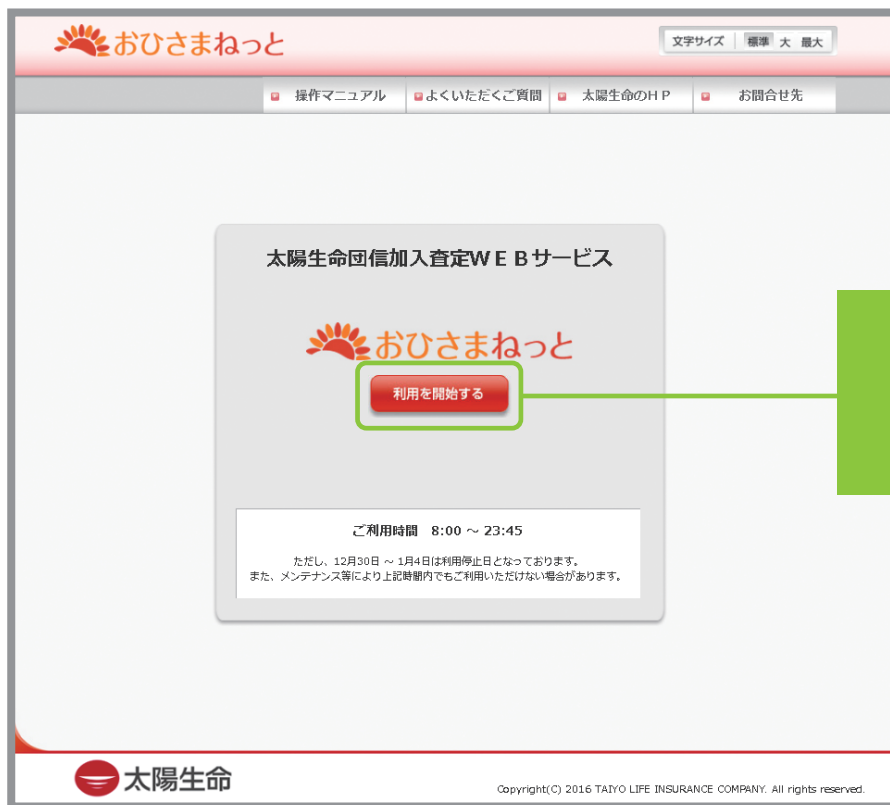 おひさまねっと
文字サイズ 標準 大 最大
操作マニュアル よくいただくご質問 太陽生命のHP お問合せ先
太陽生命団信加入査定WEBサービス
おひさまねっと
利用を開始する
ご利用時間 8:00 ～ 23:45
ただし、12月30日 ～ 1月4日は利用停止日となっております。
また、メンテナンス等により上記時間内でもご利用いただけない場合があります。
太陽生命
Copyright(C) 2016 TAIYO LIFE INSURANCE COMPANY. All rights reserved.